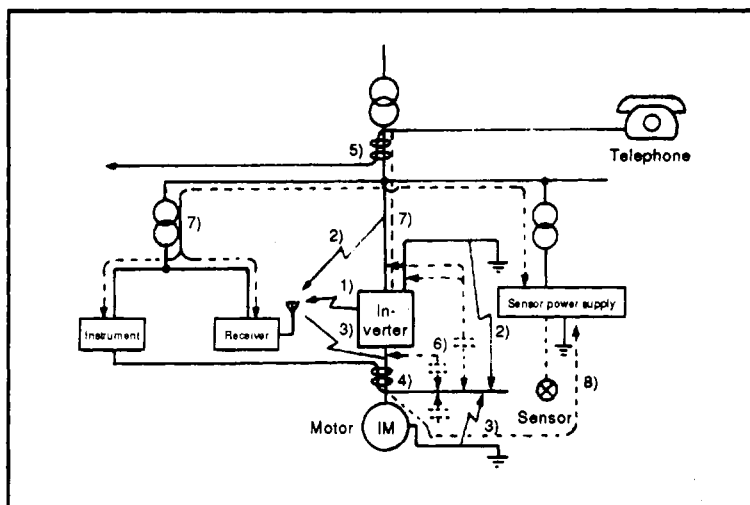 5)
Telephone
7)
7)
2)
1)
Instrument
Receiver
In-
verter
Sensor power supply
3)
6)
2)
4)
8)
Sensor
3)
Motor
IM